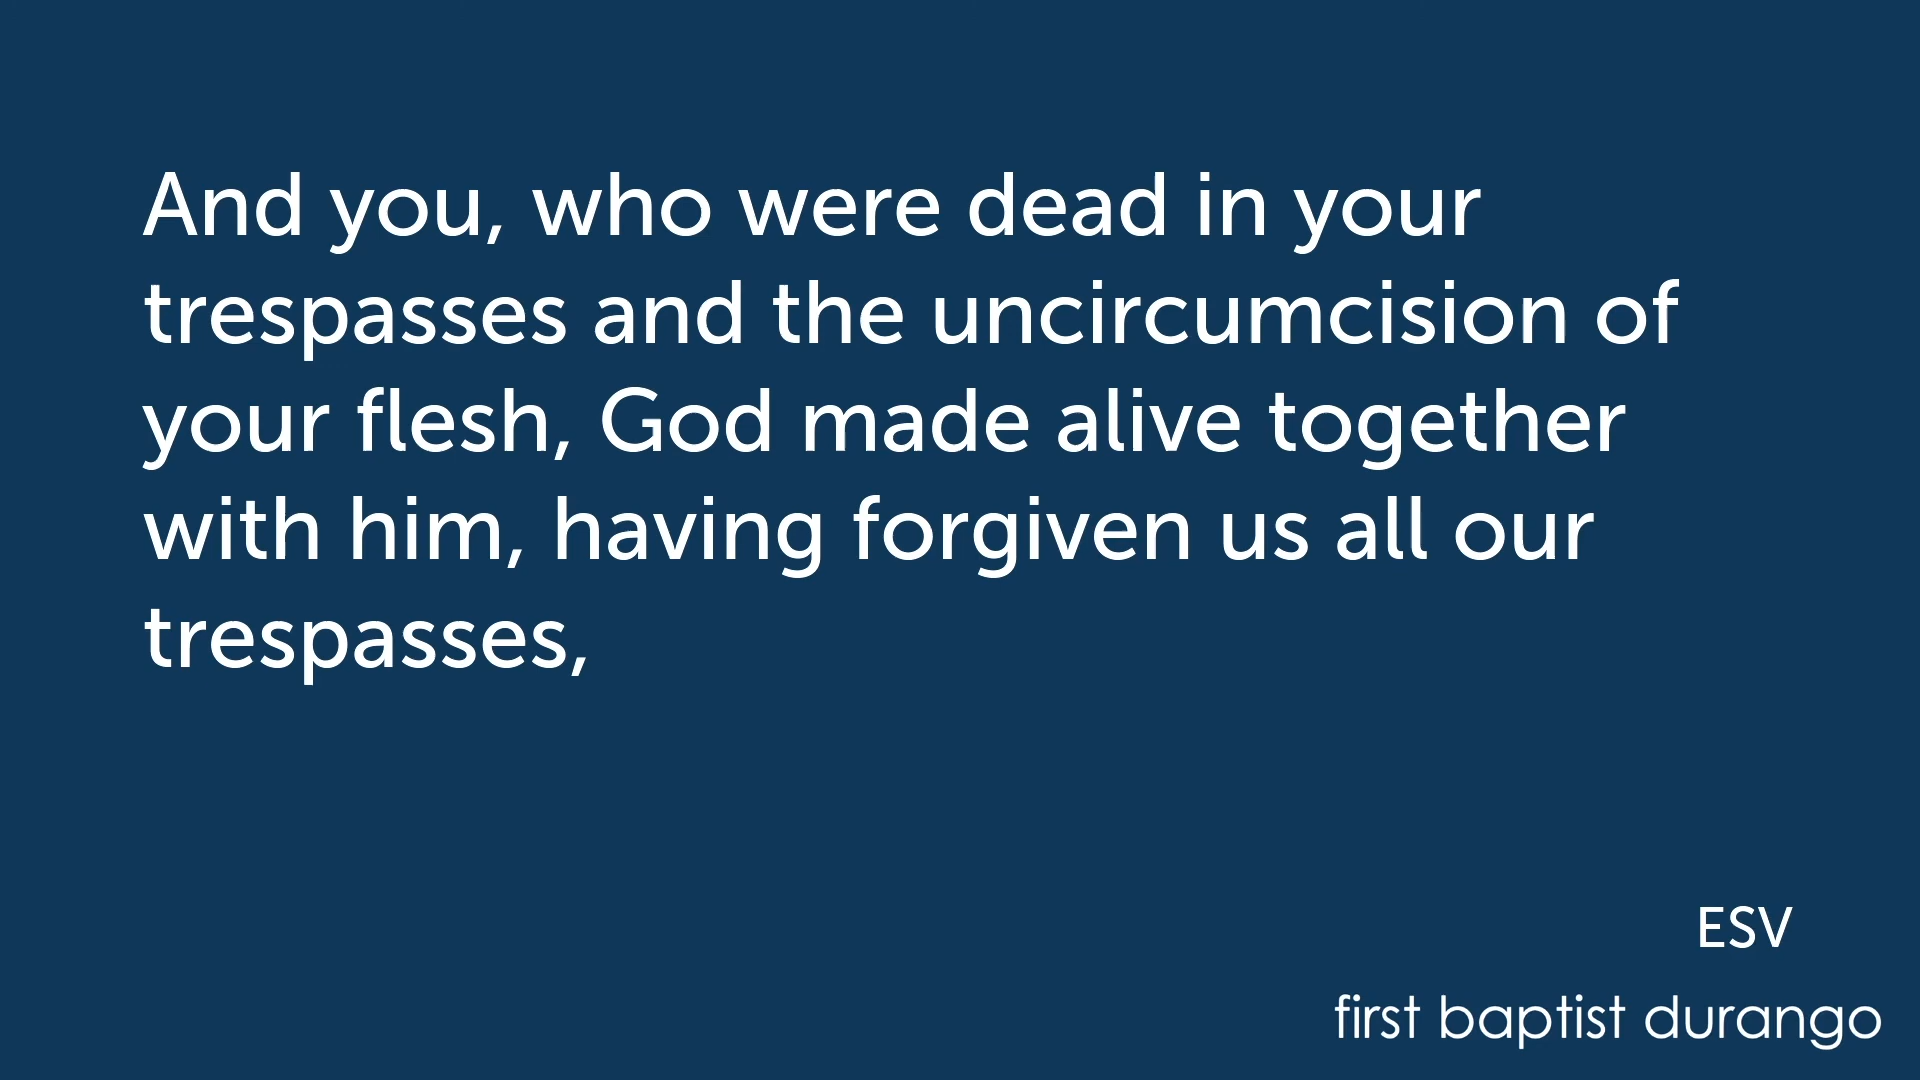 And you, who were dead in your
trespasses and the uncircumcision of
your flesh, God made alive together
with him, having forgiven us all our
trespasses,
ESV
first baptist durango